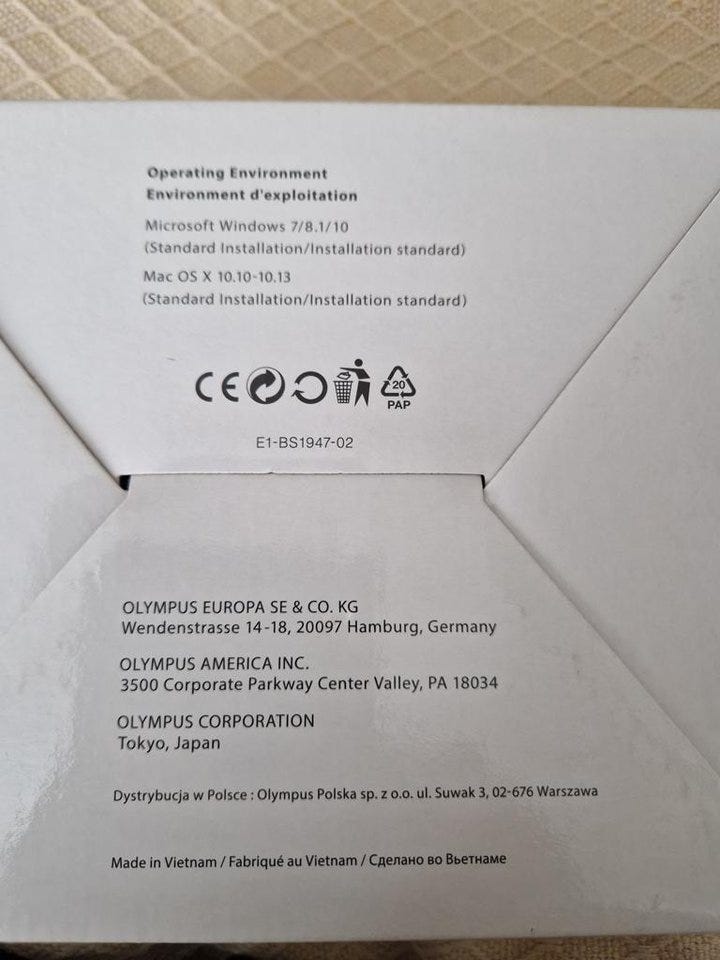 Operating Environment
Environment d'exploitation
Microsoft Windows 7/8.1/10
(Standard Installation/Installation standard)
Mac OS X 10.10-10.13
(Standard Installation/Installation standard)
CE
20
PAP
E1-BS1947-02
OLYMPUS EUROPA SE & CO. KG
Wendenstrasse 14-18, 20097 Hamburg, Germany
OLYMPUS AMERICA INC.
3500 Corporate Parkway Center Valley, PA 18034
OLYMPUS CORPORATION
Tokyo, Japan
Dystrybucja w Polsce : Olympus Polska sp. z o.o. ul. Suwak 3, 02-676 Warszawa
Made in Vietnam / Fabriqué au Vietnam / Сделано во Вьетнаме